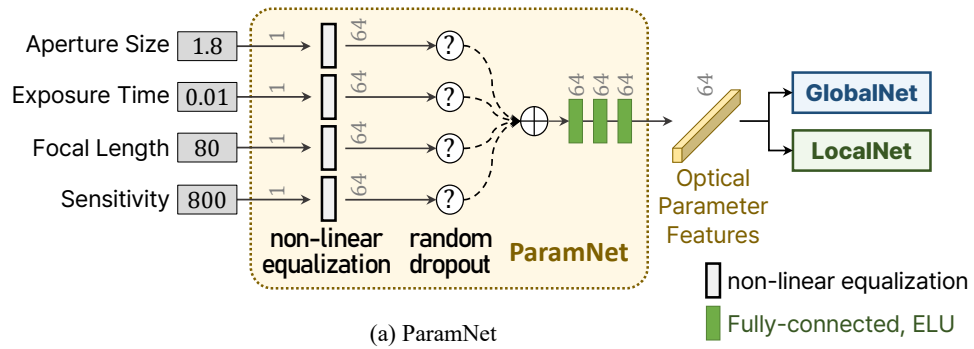 Aperture Size 1.8 1 64 ?
Exposure Time 0.01 1 64 ?
Focal Length 80 1 64 ?
Sensitivity 800 1 64 ?
non-linear
equalization
random
dropout
64 64 64
ParamNet
64
Optical
Parameter
Features
GlobalNet
LocalNet
non-linear equalization
Fully-connected, ELU
(a) ParamNet